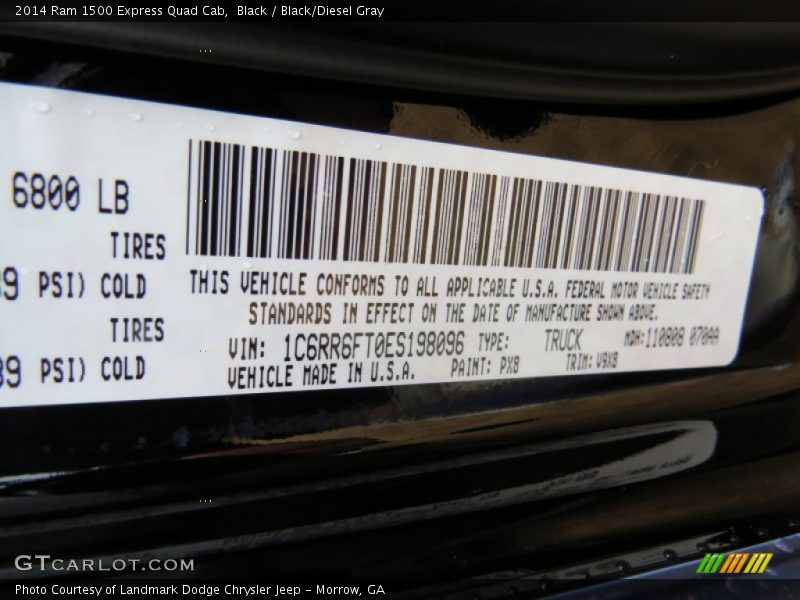 2014 Ram 1500 Express Quad Cab,  Black / Black/Diesel Gray
6800 LB
TIRES
PSI) COLD
TIRES
PSI) COLD
THIS VEHICLE CONFORMS TO ALL APPLICABLE U.S.A. FEDERAL MOTOR VEHICLE SAFETY
STANDARDS IN EFFECT ON THE DATE OF MANUFACTURE SHOWN ABOVE.
VIN: 1C6RR6FT0ES198096 TYPE: TRUCK MDH:110808 070AA
VEHICLE MADE IN U.S.A. PAINT: PX8 TRIM: V9X8
GTCARLOT.COM
Photo Courtesy of Landmark Dodge Chrysler Jeep - Morrow, GA